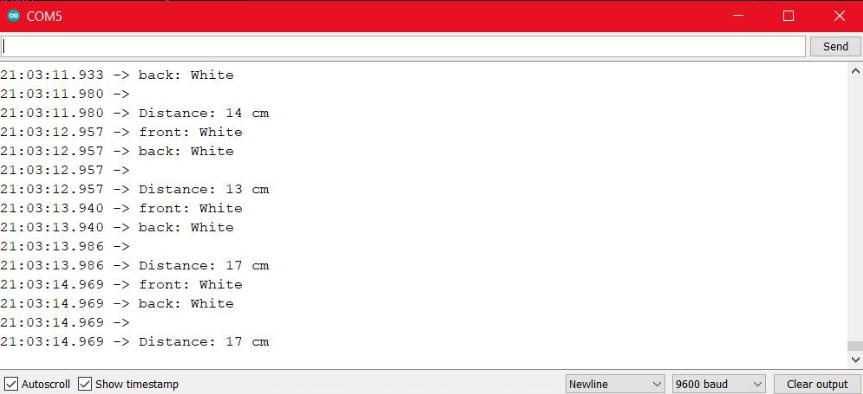 COM5
Send
21:03:11.933 -> back: White
21:03:11.980 ->
21:03:11.980 -> Distance: 14 cm
21:03:12.957 -> front: White
21:03:12.957 -> back: White
21:03:12.957 ->
21:03:12.957 -> Distance: 13 cm
21:03:13.940 -> front: White
21:03:13.940 -> back: White
21:03:13.986 ->
21:03:13.986 -> Distance: 17 cm
21:03:14.969 -> front: White
21:03:14.969 -> back: White
21:03:14.969 ->
21:03:14.969 -> Distance: 17 cm
Autoscroll Show timestamp Newline 9600 baud Clear output